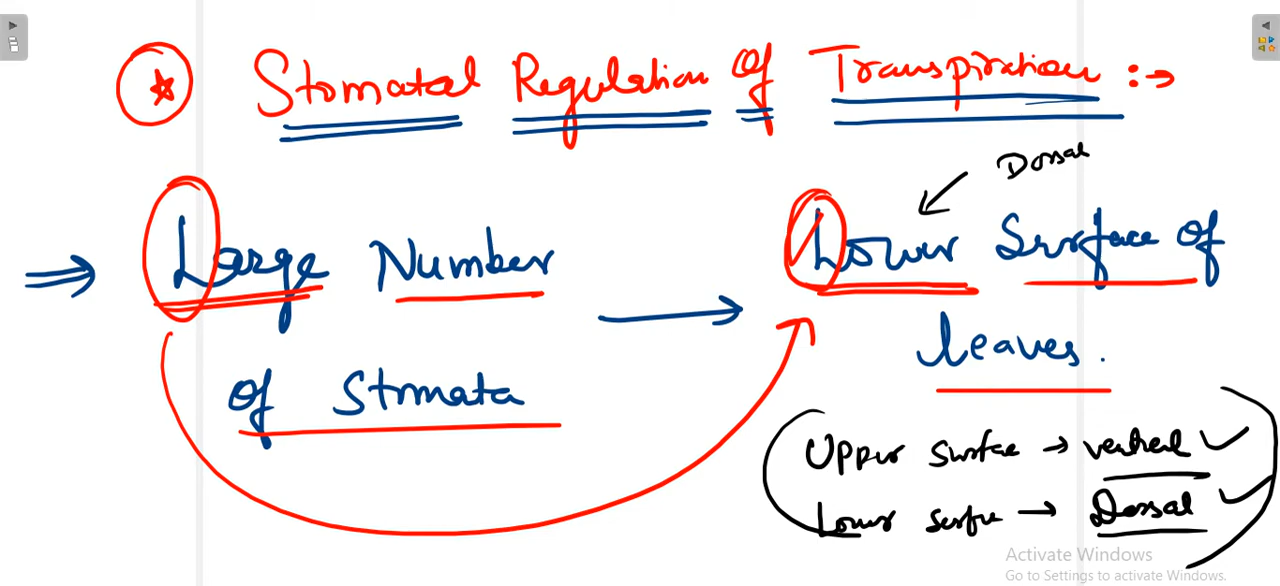 Stomatal Regulation Of Transpiration :→
Dorsal
⇒ Large Number → Lower Surface Of
leaves.
Of Stomata
Upper surface → ventral ✓
Lower surface → Dorsal ✓
Activate Windows
Go to Settings to activate Windows.